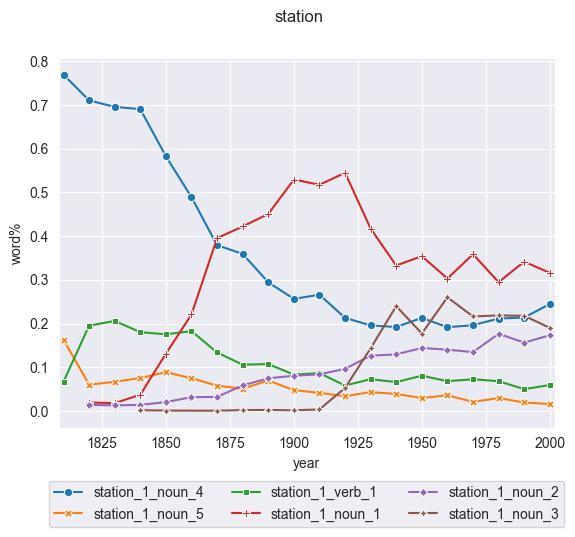 station
0.8
0.7
0.6
0.5
0.4
0.3
0.2
0.1
0.0
word%
1825 1850 1875 1900 1925 1950 1975 2000
year
station_1_noun_4 station_1_verb_1 station_1_noun_2
station_1_noun_5 station_1_noun_1 station_1_noun_3